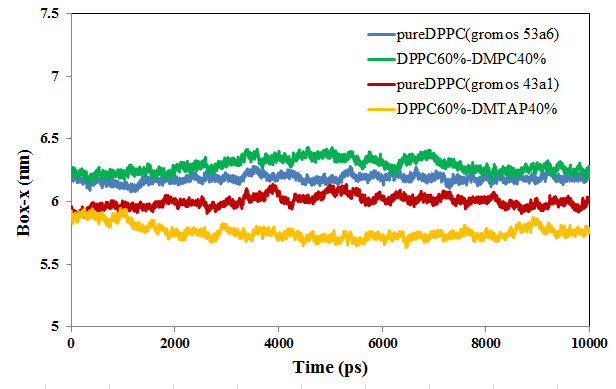 7.5
pureDPPC(gromos 53a6)
DPPC60%-DMPC40%
7
pureDPPC(gromos 43a1)
DPPC60%-DMTAP40%
6.5
Box-x (nm)
6
5.5
5
0 2000 4000 6000 8000 10000
Time (ps)